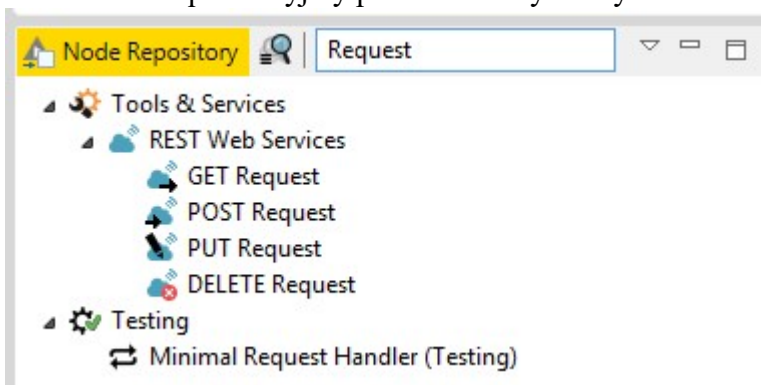 Node Repository
Request
Tools & Services
REST Web Services
GET Request
POST Request
PUT Request
DELETE Request
Testing
Minimal Request Handler (Testing)